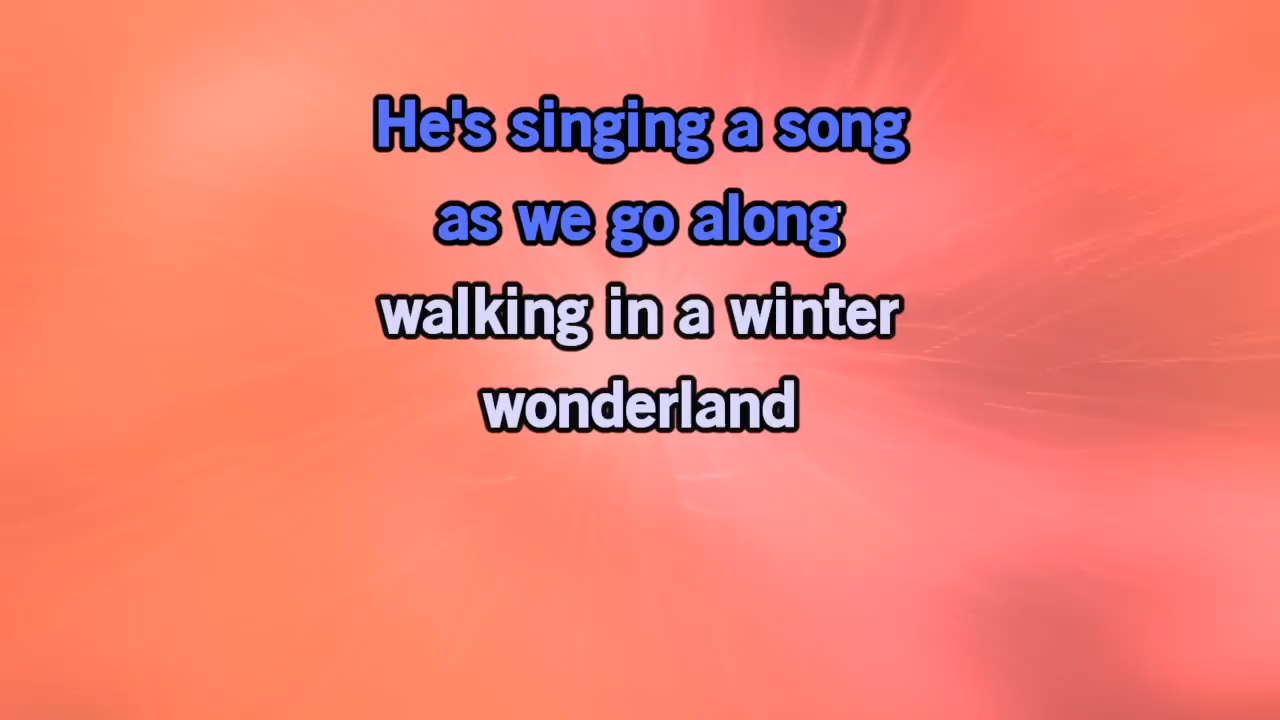 He's singing a song
as we go along
walking in a winter
wonderland